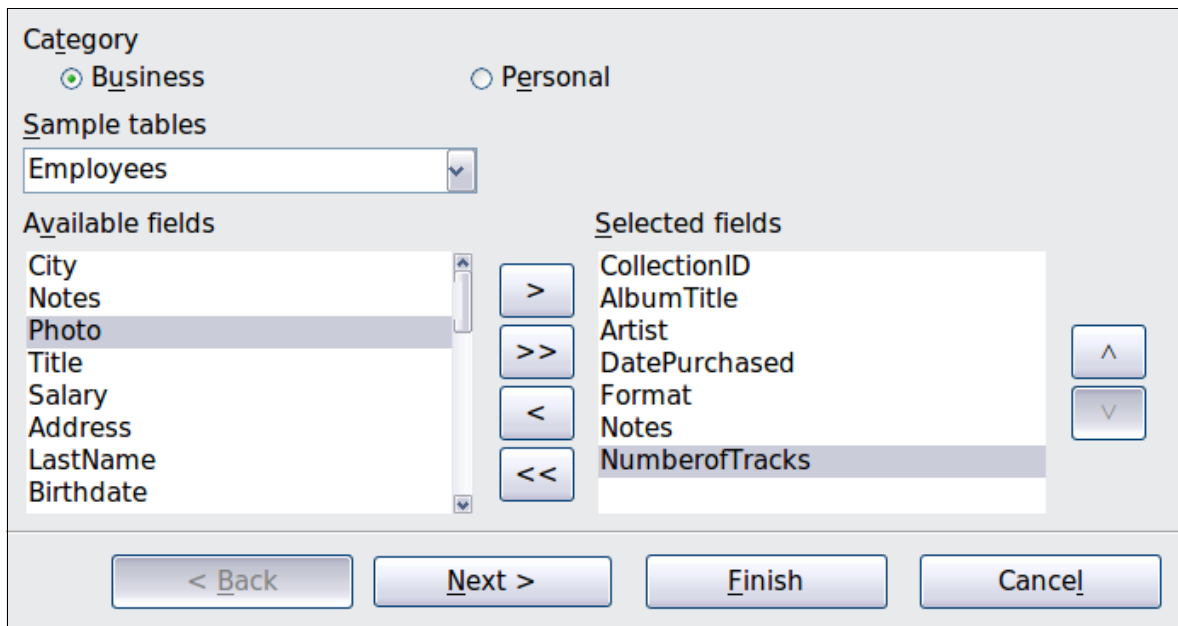 Category
Business
Personal
Sample tables
Employees
Available fields
City
Notes
Photo
Title
Salary
Address
LastName
Birthdate
>
>>
<
<<
Selected fields
CollectionID
AlbumTitle
Artist
DatePurchased
Format
Notes
NumberofTracks
^
v
< Back
Next >
Finish
Cancel